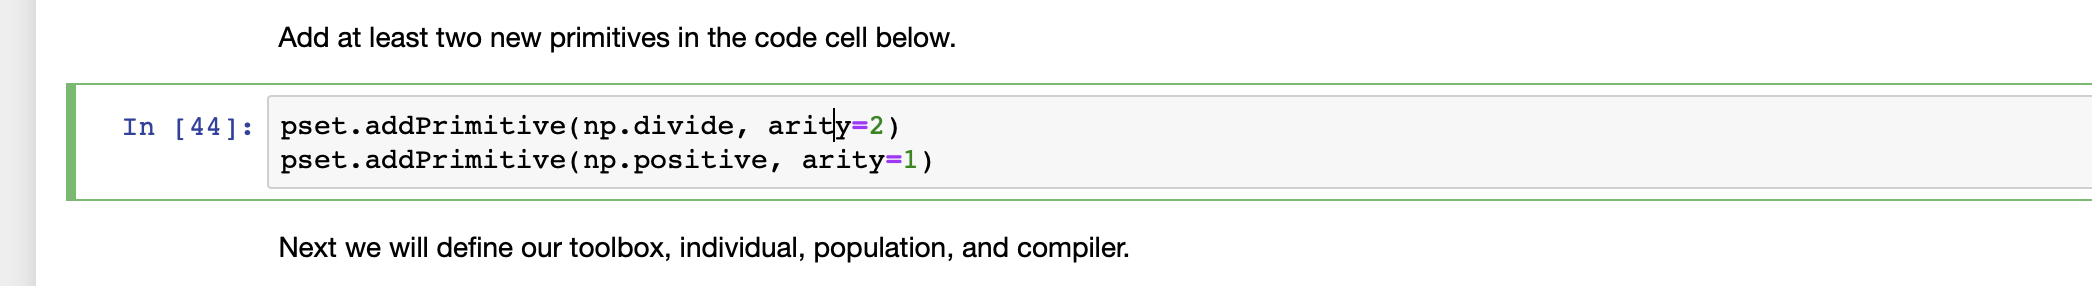 Add at least two new primitives in the code cell below.
In [44]: pset.addPrimitive(np.divide, arity=2)
pset.addPrimitive(np.positive, arity=1)
Next we will define our toolbox, individual, population, and compiler.